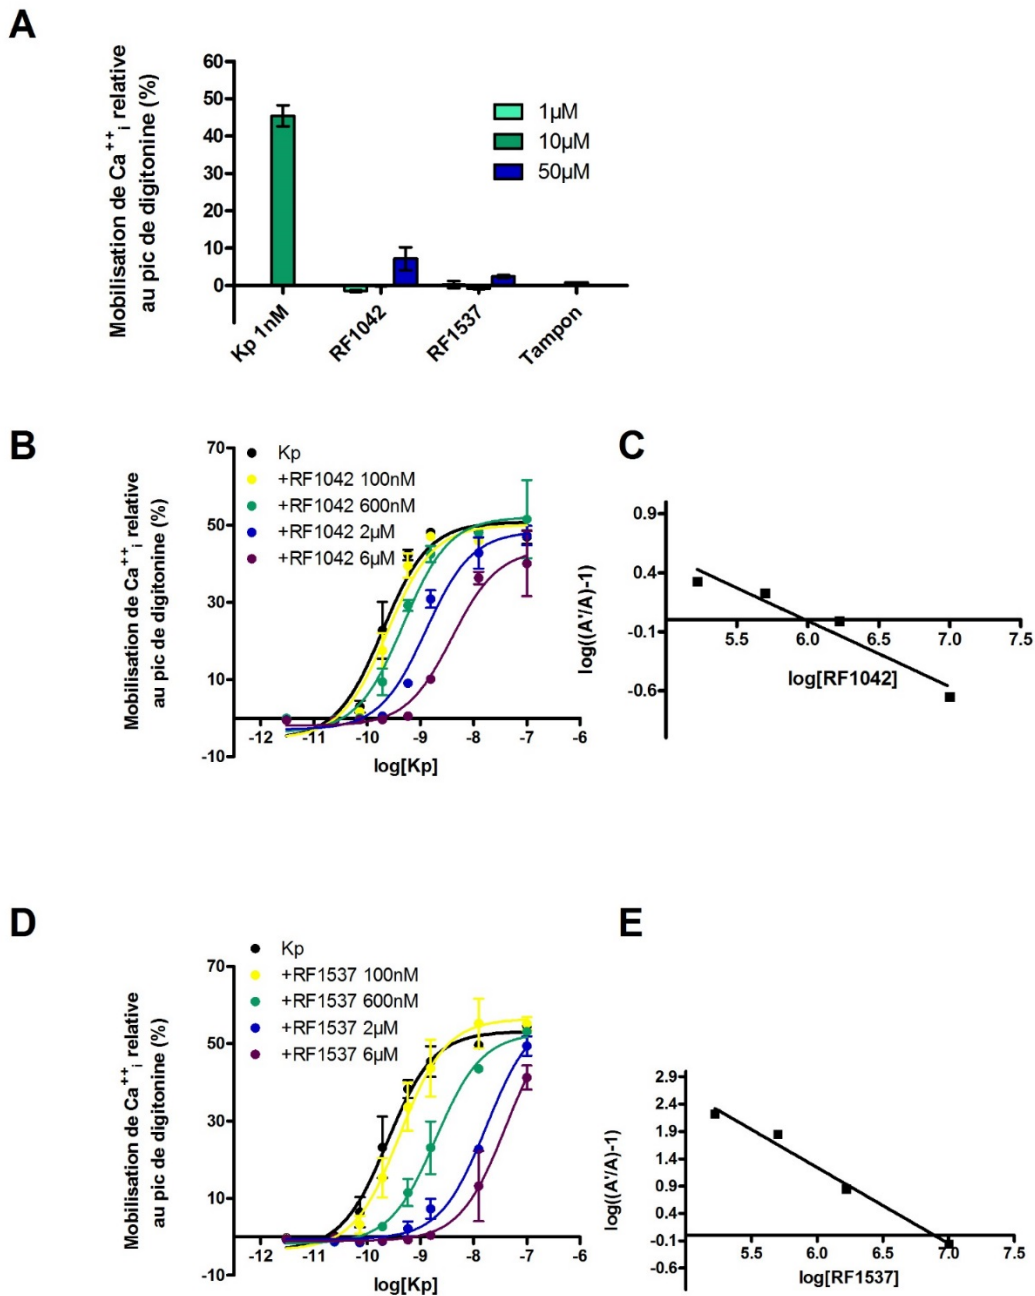 A
Mobilisation de Ca++i relative
au pic de digitonine (%)
60
50
40
30
20
10
0
1µM
10µM
50µM
Kp 1nM
RF1042
RF1537
Tampon
B
Mobilisation de Ca++i relative
au pic de digitonine (%)
70
50
30
10
-10
Kp
+RF1042 100nM
+RF1042 600nM
+RF1042 2µM
+RF1042 6µM
-12 -11 -10 -9 -8 -7 -6
log[Kp]
C
log((A'/A)-1)
0.9
0.4
-0.1
-0.6
5.5 6.0 6.5 7.0 7.5
log[RF1042]
D
Mobilisation de Ca++i relative
au pic de digitonine (%)
70
50
30
10
-10
Kp
+RF1537 100nM
+RF1537 600nM
+RF1537 2µM
+RF1537 6µM
-12 -11 -10 -9 -8 -7 -6
log[Kp]
E
log((A'/A)-1)
2.9
2.4
1.9
1.4
0.9
0.4
-0.1
-0.6
5.5 6.0 6.5 7.0 7.5
log[RF1537]